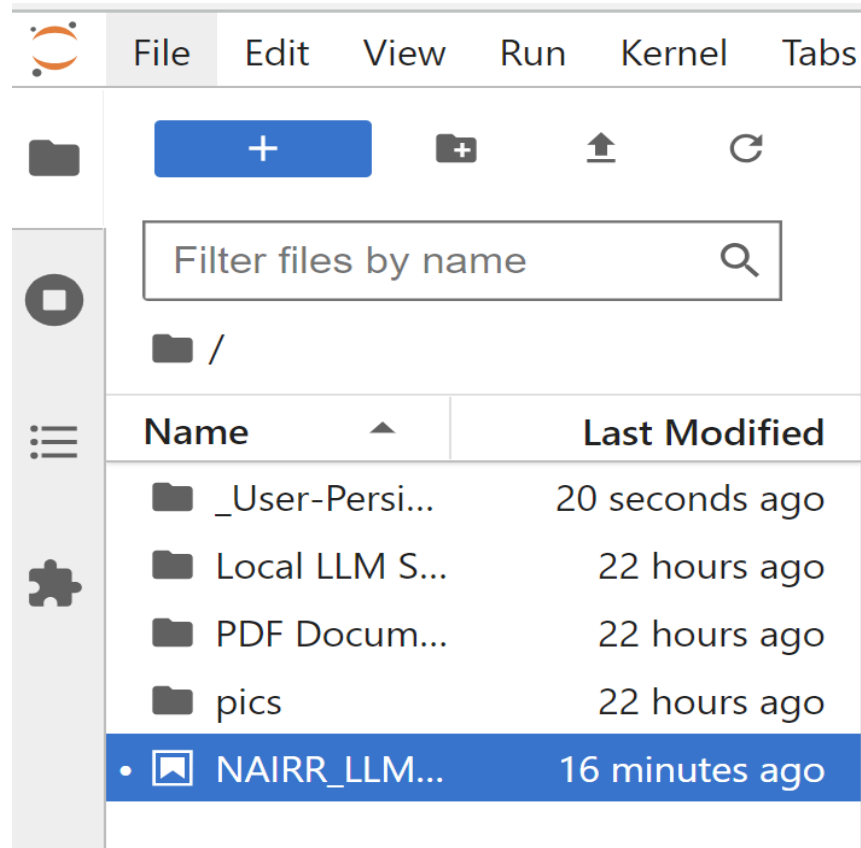 File Edit View Run Kernel Tabs
Filter files by name
/
Name Last Modified
_User-Persi... 20 seconds ago
Local LLM S... 22 hours ago
PDF Docum... 22 hours ago
pics 22 hours ago
NAIRR_LLM... 16 minutes ago